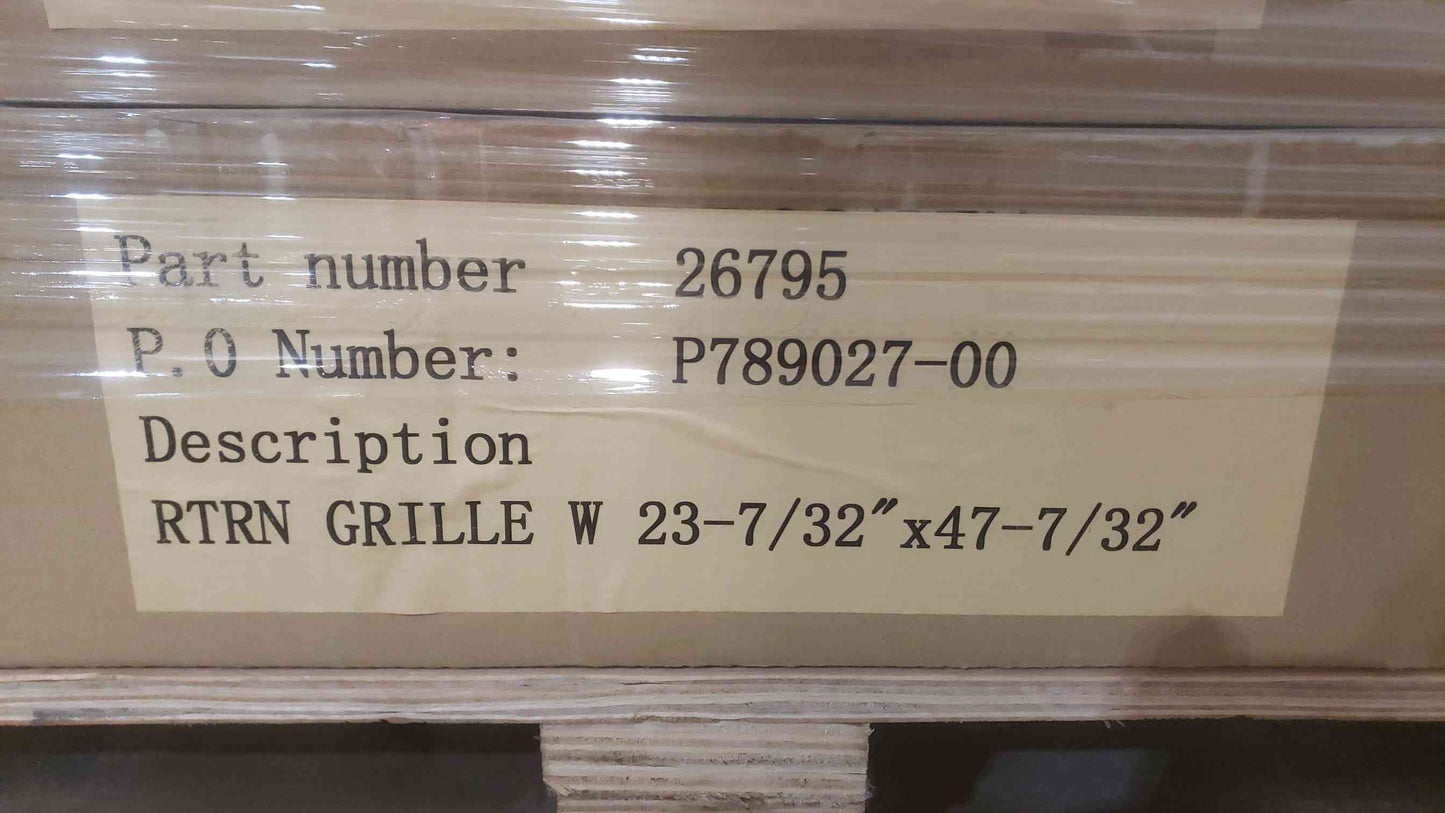 Part number 26795
P.O Number: P789027-00
Description
RTRN GRILLE W 23-7/32"x47-7/32"